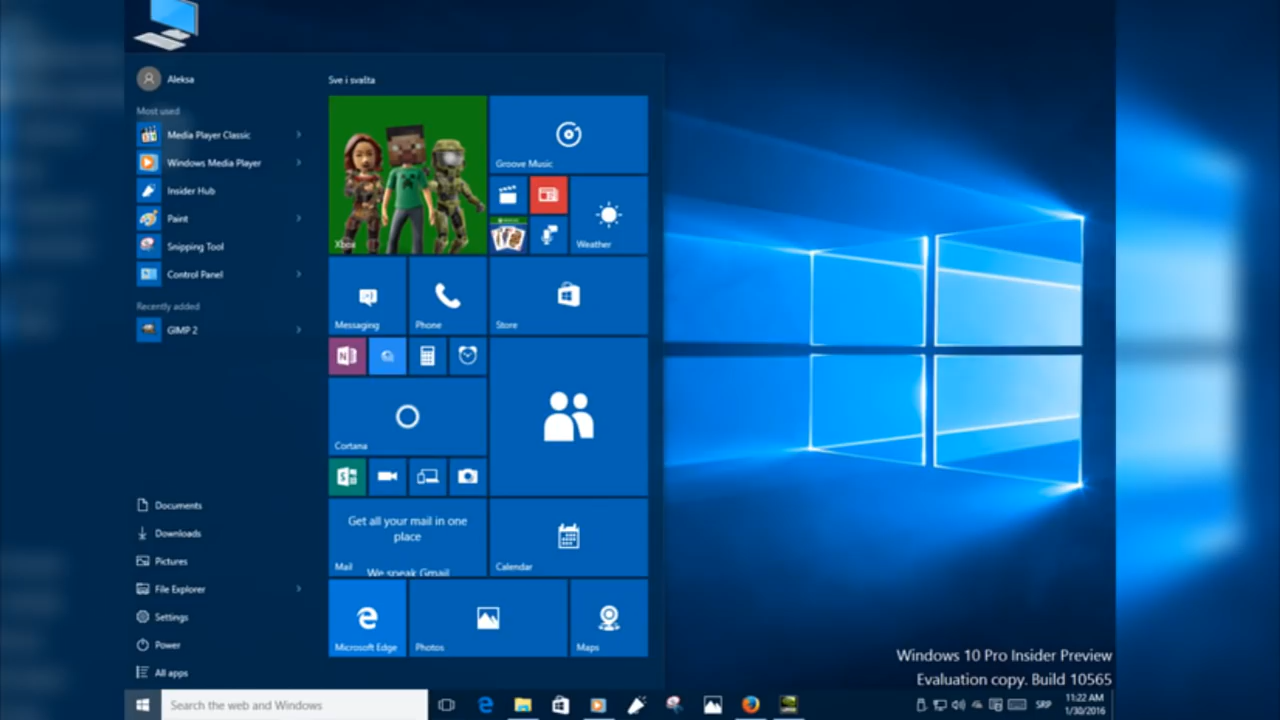 Aleksa
Most used
Media Player Classic
Windows Media Player
Insider Hub
Paint
Snipping Tool
Control Panel
Recently added
GIMP 2
Documents
Downloads
Pictures
File Explorer
Settings
Power
All apps
Sve i svašta
Xbox
Groove Music
Weather
Messaging
Phone
Store
Cortana
Get all your mail in one
place
We speak Gmail
Mail
Calendar
Microsoft Edge
Photos
Maps
Windows 10 Pro Insider Preview
Evaluation copy. Build 10565
Search the web and Windows
SRP
11:22 AM
1/30/2016